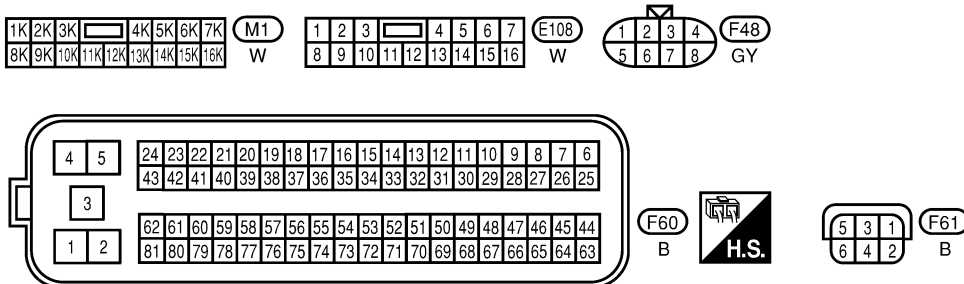 1K 2K 3K 4K 5K 6K 7K M1
8K 9K 10K 11K 12K 13K 14K 15K 16K W
1 2 3 4 5 6 7 E108
8 9 10 11 12 13 14 15 16 W
1 2 3 4 F48
5 6 7 8 GY
4 5 24 23 22 21 20 19 18 17 16 15 14 13 12 11 10 9 8 7 6
43 42 41 40 39 38 37 36 35 34 33 32 31 30 29 28 27 26 25
3
1 2 62 61 60 59 58 57 56 55 54 53 52 51 50 49 48 47 46 45 44
81 80 79 78 77 76 75 74 73 72 71 70 69 68 67 66 65 64 63
F60
B
H.S.
5 3 1 F61
6 4 2 B